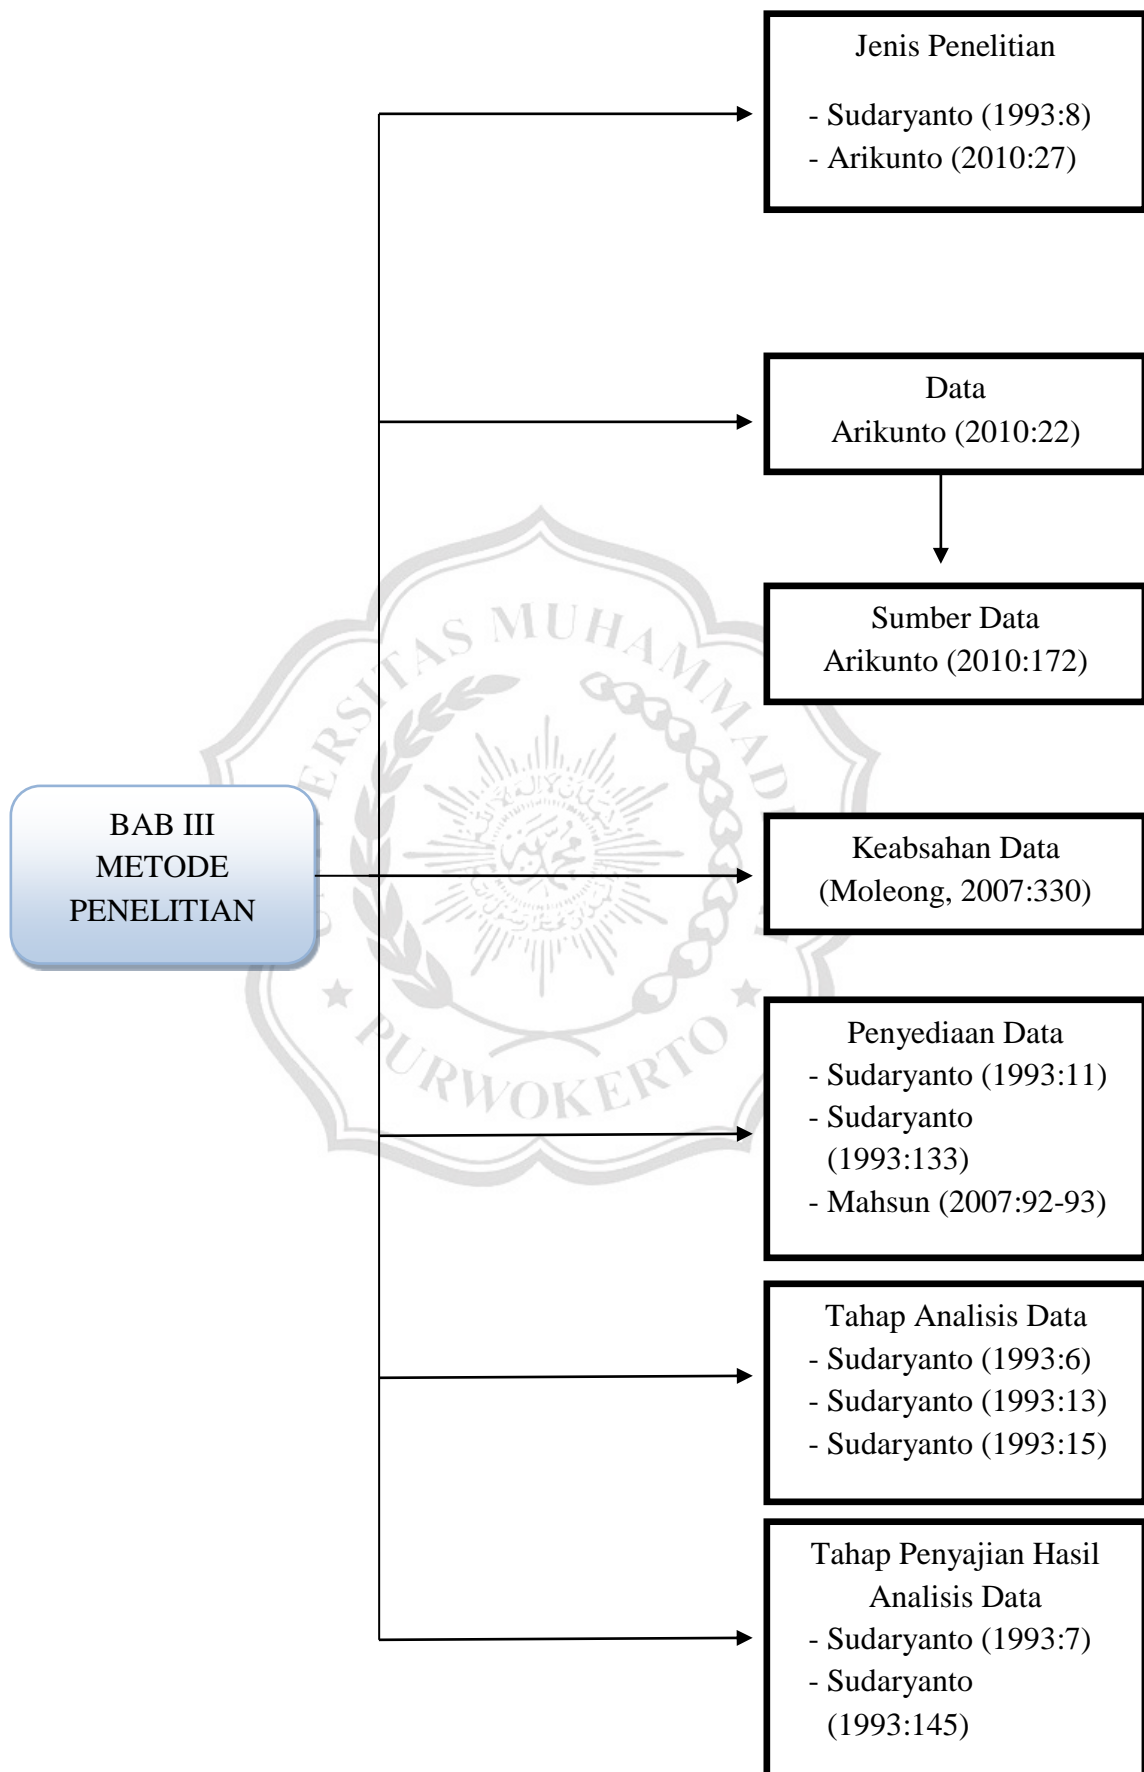 Jenis Penelitian
- Sudaryanto (1993:8)
- Arikunto (2010:27)
Data
Arikunto (2010:22)
Sumber Data
Arikunto (2010:172)
BAB III
METODE
PENELITIAN
Keabsahan Data
(Moleong, 2007:330)
Penyediaan Data
- Sudaryanto (1993:11)
- Sudaryanto
(1993:133)
- Mahsun (2007:92-93)
Tahap Analisis Data
- Sudaryanto (1993:6)
- Sudaryanto (1993:13)
- Sudaryanto (1993:15)
Tahap Penyajian Hasil
Analisis Data
- Sudaryanto (1993:7)
- Sudaryanto
(1993:145)
PURWOKERTO